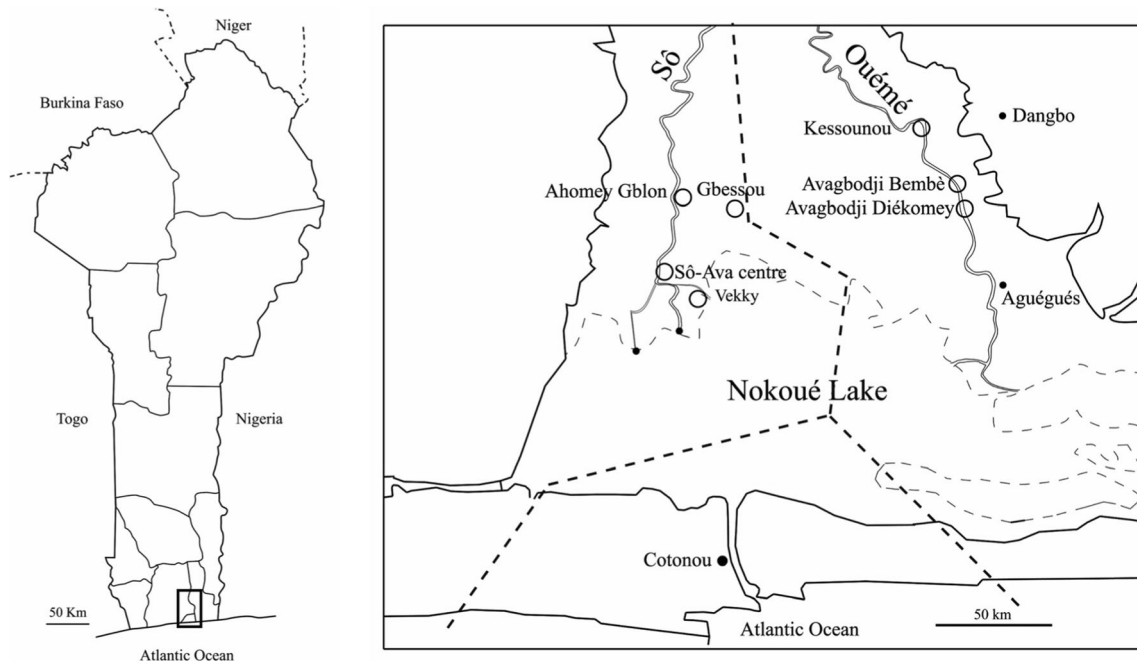 Niger
Burkina Faso
Togo
Nigeria
50 Km
Atlantic Ocean
Sô
Ouémé
Dangbo
Kessounou
Ahomey Gblon
Gbessou
Avagbodji Bembè
Avagbodji Diékomey
Sô-Ava centre
Vekky
Aguégués
Nokoué Lake
Cotonou
Atlantic Ocean
50 km